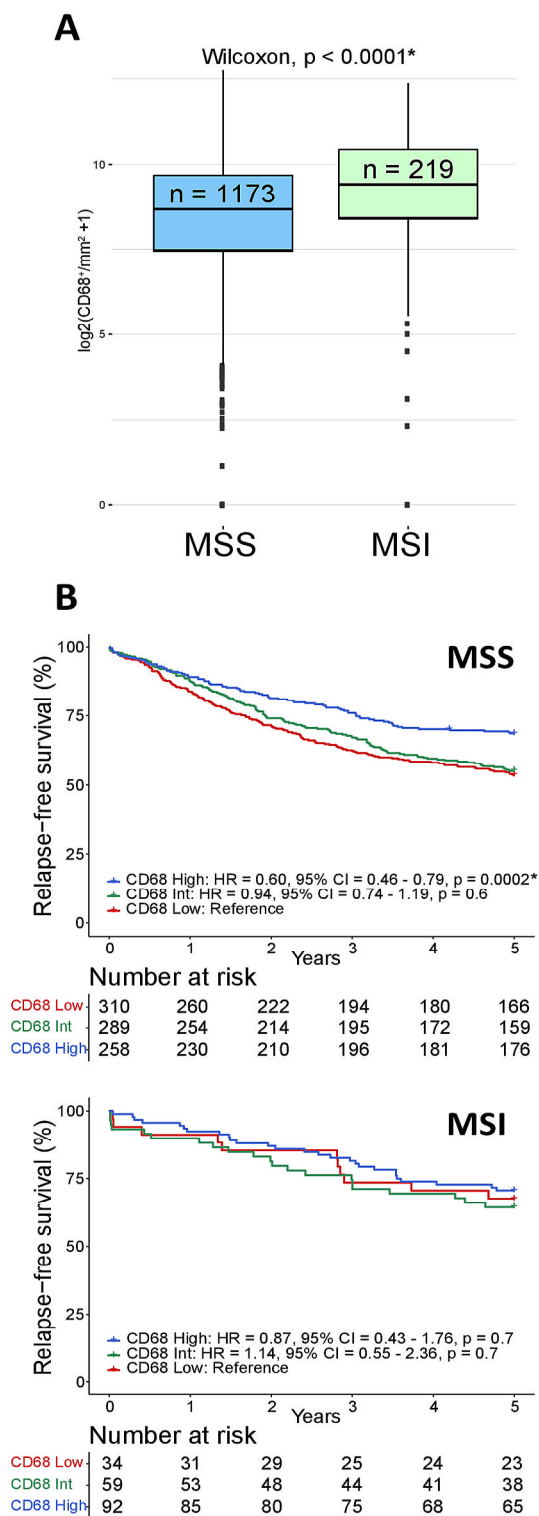 A
Wilcoxon, p < 0.0001*
log2(CD68⁺/mm² +1)
10
5
0
n = 1173
n = 219
MSS
MSI
B
MSS
Relapse−free survival (%)
100
75
50
25
0
CD68 High: HR = 0.60, 95% CI = 0.46 - 0.79, p = 0.0002*
CD68 Int: HR = 0.94, 95% CI = 0.74 - 1.19, p = 0.6
CD68 Low: Reference
0 1 2 3 4 5
Years
Number at risk
CD68 Low 310 260 222 194 180 166
CD68 Int 289 254 214 195 172 159
CD68 High 258 230 210 196 181 176
MSI
Relapse−free survival (%)
100
75
50
25
0
CD68 High: HR = 0.87, 95% CI = 0.43 - 1.76, p = 0.7
CD68 Int: HR = 1.14, 95% CI = 0.55 - 2.36, p = 0.7
CD68 Low: Reference
0 1 2 3 4 5
Years
Number at risk
CD68 Low 34 31 29 25 24 23
CD68 Int 59 53 48 44 41 38
CD68 High 92 85 80 75 68 65